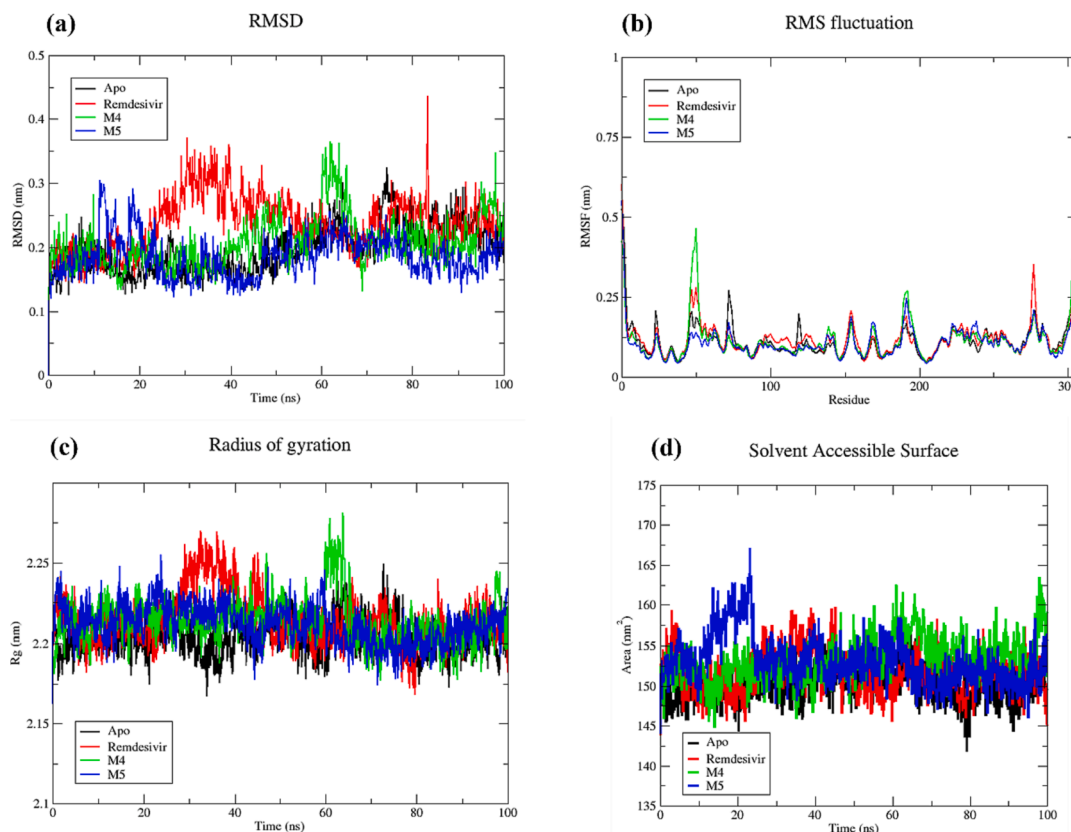 (a)
RMSD
0.5
0.4
0.3
0.2
0.1
0
RMSD (nm)
Apo
Remdesivir
M4
M5
0 20 40 60 80 100
Time (ns)
(b)
RMS fluctuation
1
0.75
0.5
0.25
0
RMSF (nm)
Apo
Remdesivir
M4
M5
0 100 200 300
Residue
(c)
Radius of gyration
2.25
2.2
2.15
2.1
Rg (nm)
Apo
Remdesivir
M4
M5
0 20 40 60 80 100
Time (ns)
(d)
Solvent Accessible Surface
175
170
165
160
155
150
145
140
135
Area (nm²)
Apo
Remdesivir
M4
M5
0 20 40 60 80 100
Time (ns)